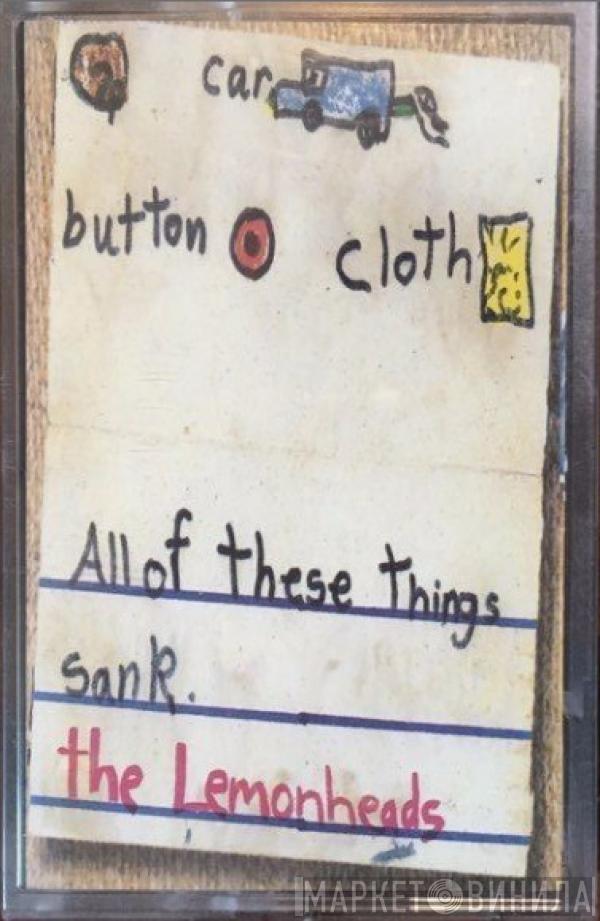 car
button cloth
All of these things
sank.
the Lemonheads
МАРКЕТ ВИНИЛА